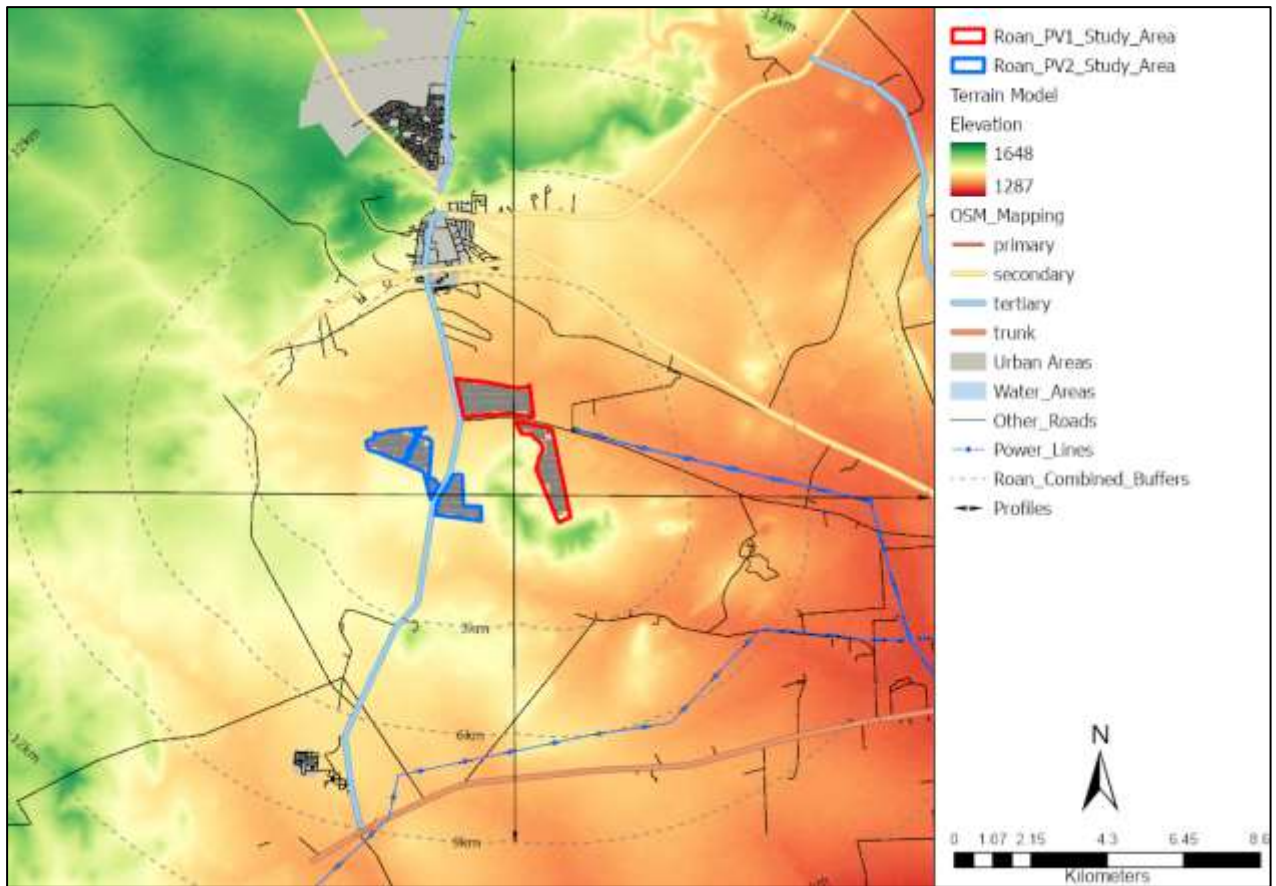 12km
12km
3km
6km
12km
9km
Roan_PV1_Study_Area
Roan_PV2_Study_Area
Terrain Model
Elevation
1648
1287
OSM_Mapping
primary
secondary
tertiary
trunk
Urban Areas
Water_Areas
Other_Roads
Power_Lines
Roan_Combined_Buffers
Profiles
N
0 1.07 2.15 4.3 6.45 8.6
Kilometers